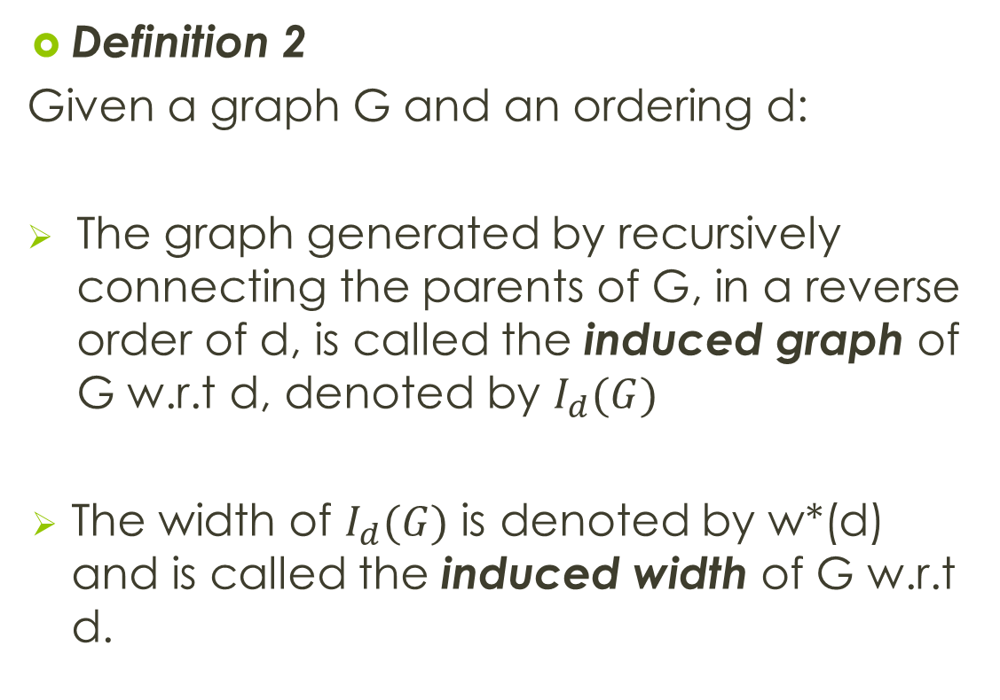 Definition 2
Given a graph G and an ordering d:
The graph generated by recursively
connecting the parents of G, in a reverse
order of d, is called the induced graph of
G w.r.t d, denoted by I_d(G)
The width of I_d(G) is denoted by w*(d)
and is called the induced width of G w.r.t
d.